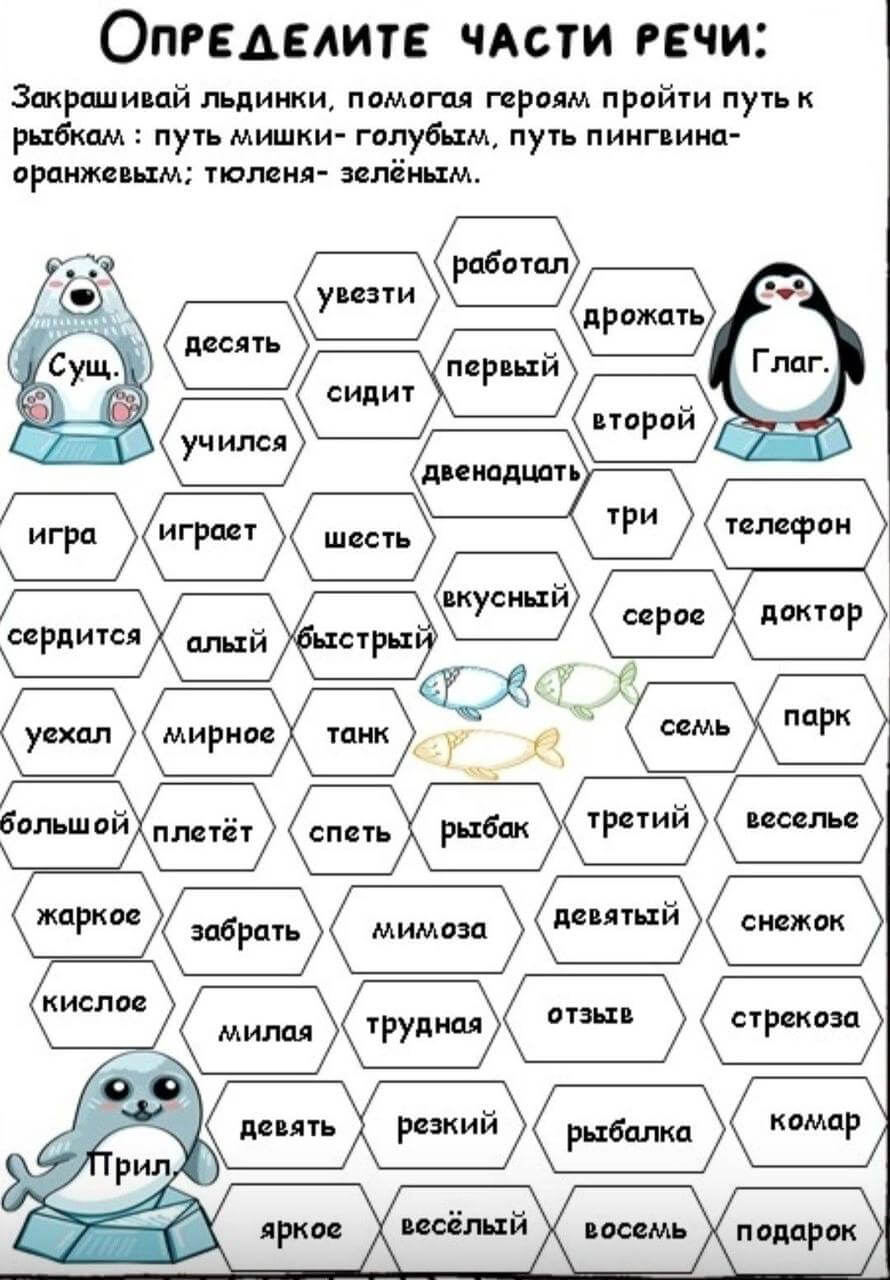 Определите части речи:
Закрашивай льдинки, помогая героям пройти путь к
рыбкам : путь мишки- голубым, путь пингвина-
оранжевым; тюленя- зелёным.
работал
увезти
дрожать
десять
Сущ.
первый
Глаг.
сидит
второй
учился
двенадцать
игра
играет
шесть
три
телефон
вкусный
сердится
алый
быстрый
серое
доктор
уехал
мирное
танк
семь
парк
большой
плетёт
спеть
рыбак
третий
веселье
жаркое
забрать
мимоза
девятый
снежок
кислое
милая
трудная
отзыв
стрекоза
девять
резкий
рыбалка
комар
Прил.
яркое
весёлый
восемь
подарок